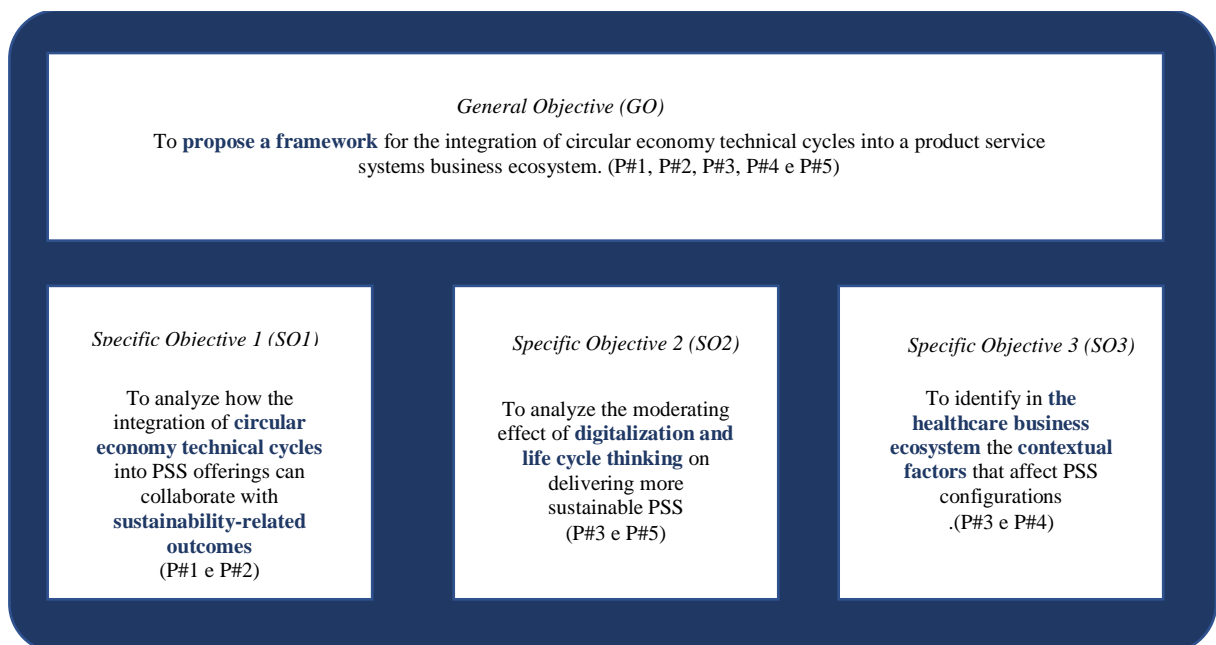 General Objective (GO)
To propose a framework for the integration of circular economy technical cycles into a product service
systems business ecosystem. (P#1, P#2, P#3, P#4 e P#5)
Specific Objective 1 (SO1)
To analyze how the
integration of circular
economy technical cycles
into PSS offerings can
collaborate with
sustainability-related
outcomes
(P#1 e P#2)
Specific Objective 2 (SO2)
To analyze the moderating
effect of digitalization and
life cycle thinking on
delivering more
sustainable PSS
(P#3 e P#5)
Specific Objective 3 (SO3)
To identify in the
healthcare business
ecosystem the contextual
factors that affect PSS
configurations
.(P#3 e P#4)